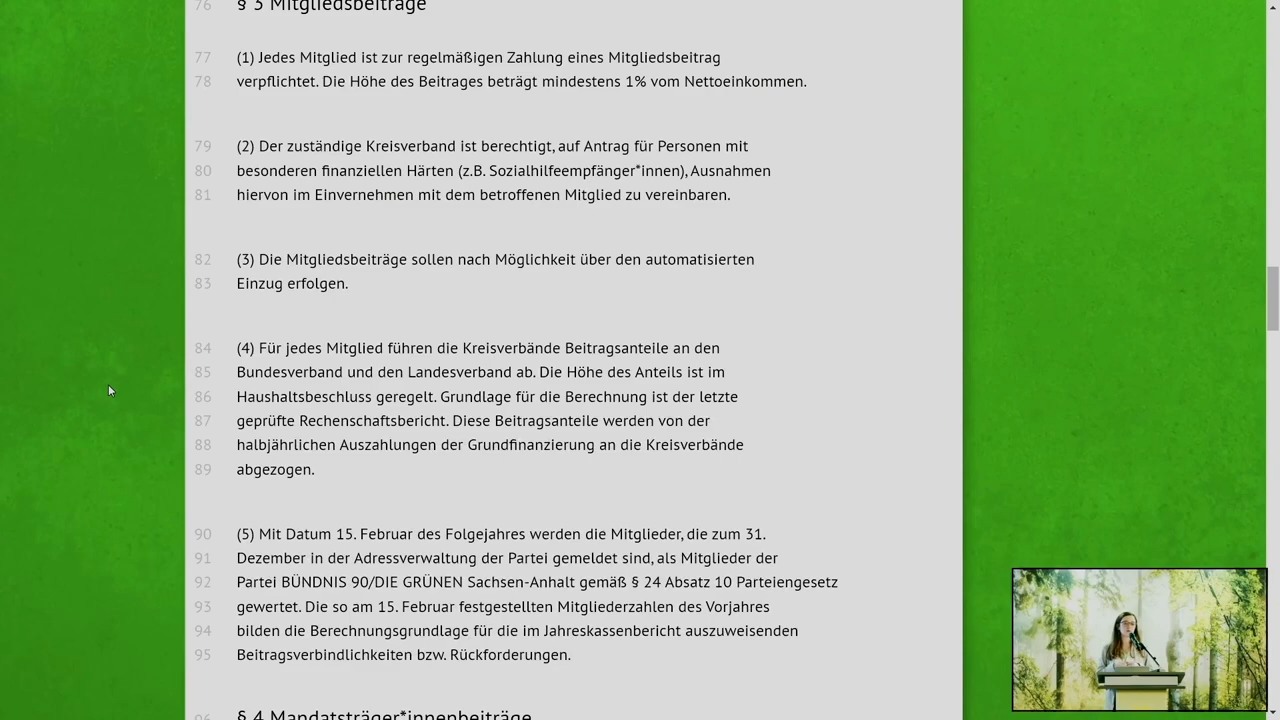 76 § 3 Mitgliedsbeiträge
77 (1) Jedes Mitglied ist zur regelmäßigen Zahlung eines Mitgliedsbeitrag
78 verpflichtet. Die Höhe des Beitrages beträgt mindestens 1% vom Nettoeinkommen.
79 (2) Der zuständige Kreisverband ist berechtigt, auf Antrag für Personen mit
80 besonderen finanziellen Härten (z.B. Sozialhilfeempfänger*innen), Ausnahmen
81 hiervon im Einvernehmen mit dem betroffenen Mitglied zu vereinbaren.
82 (3) Die Mitgliedsbeiträge sollen nach Möglichkeit über den automatisierten
83 Einzug erfolgen.
84 (4) Für jedes Mitglied führen die Kreisverbände Beitragsanteile an den
85 Bundesverband und den Landesverband ab. Die Höhe des Anteils ist im
86 Haushaltsbeschluss geregelt. Grundlage für die Berechnung ist der letzte
87 geprüfte Rechenschaftsbericht. Diese Beitragsanteile werden von der
88 halbjährlichen Auszahlungen der Grundfinanzierung an die Kreisverbände
89 abgezogen.
90 (5) Mit Datum 15. Februar des Folgejahres werden die Mitglieder, die zum 31.
91 Dezember in der Adressverwaltung der Partei gemeldet sind, als Mitglieder der
92 Partei BÜNDNIS 90/DIE GRÜNEN Sachsen-Anhalt gemäß § 24 Absatz 10 Parteiengesetz
93 gewertet. Die so am 15. Februar festgestellten Mitgliederzahlen des Vorjahres
94 bilden die Berechnungsgrundlage für die im Jahreskassenbericht auszuweisenden
95 Beitragsverbindlichkeiten bzw. Rückforderungen.
96 § 4 Mandatsträger*innenbeiträge